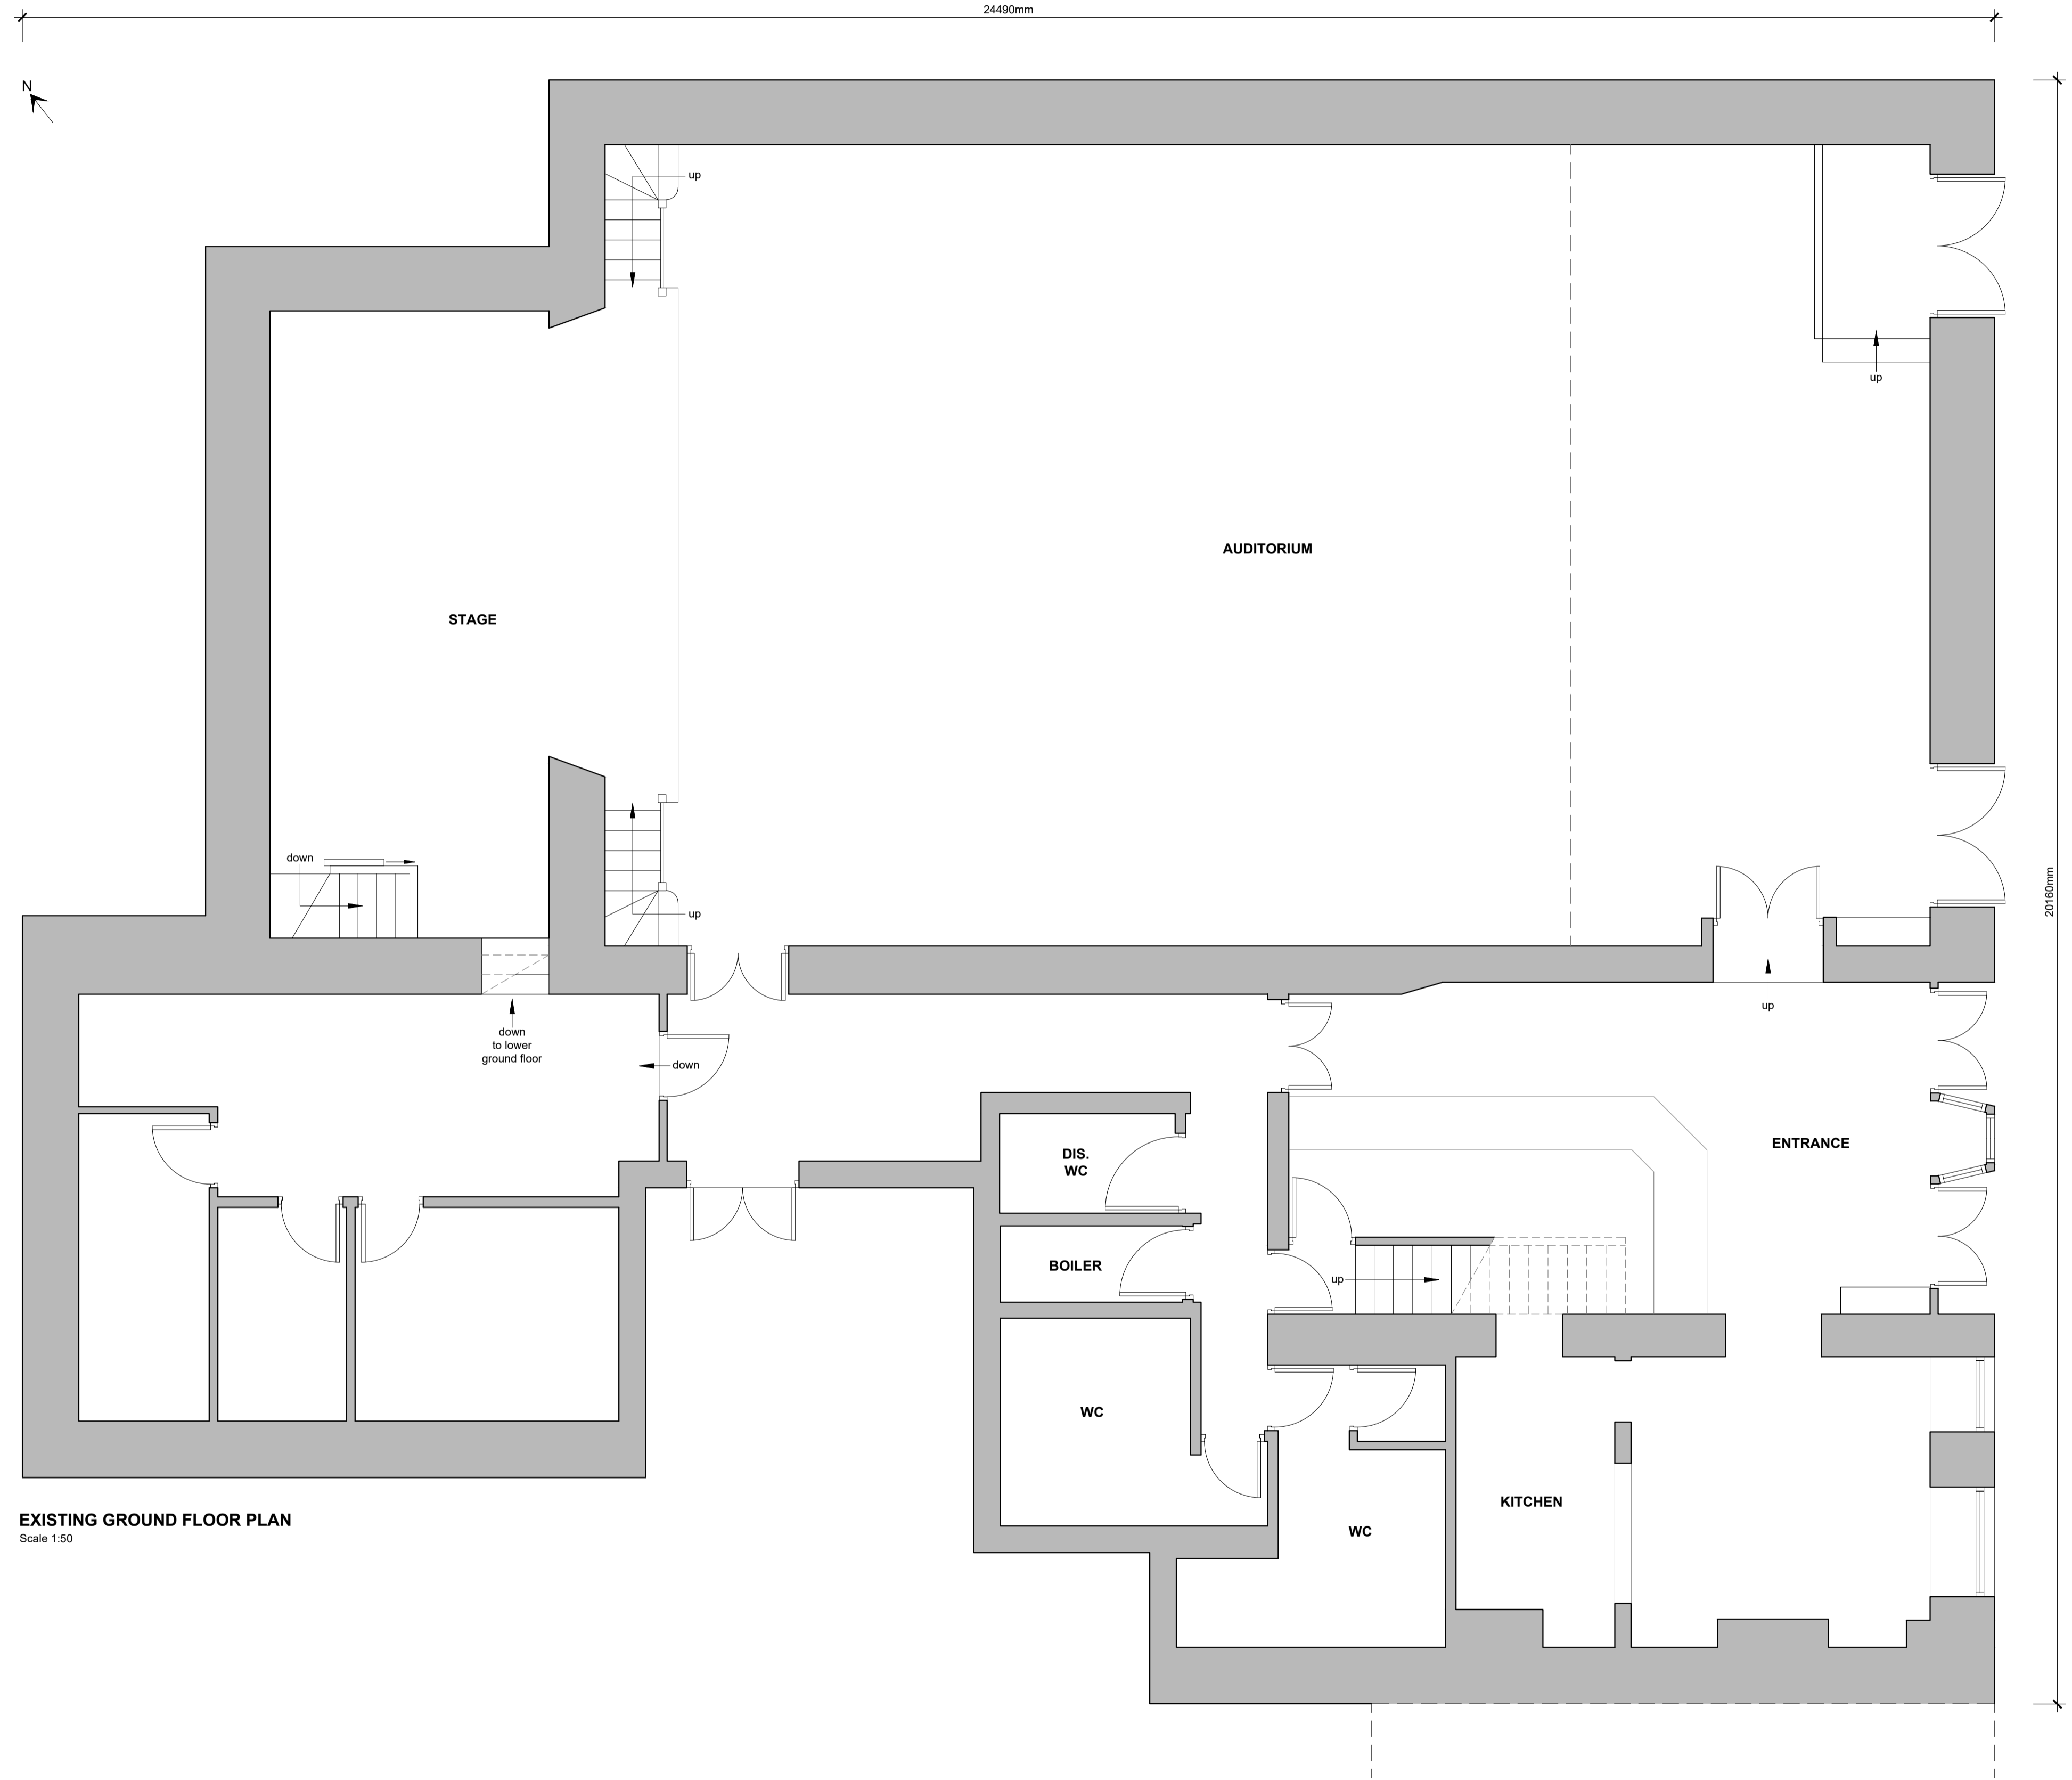 24490mm
N
up
up
AUDITORIUM
STAGE
down
20160mm
up
up
down
to lower
ground floor
down
ENTRANCE
DIS.
WC
BOILER
up
WC
KITCHEN
WC
EXISTING GROUND FLOOR PLAN
Scale 1:50